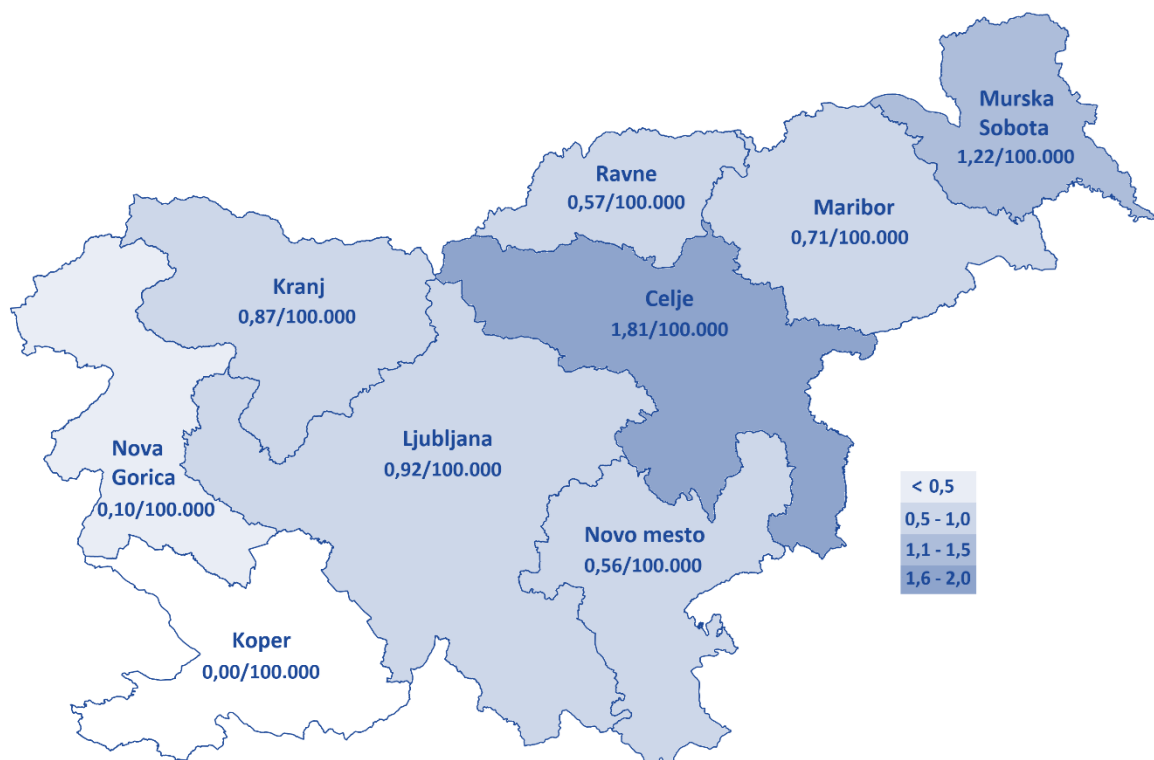 Murska
Sobota
1,22/100.000
Ravne
0,57/100.000
Maribor
0,71/100.000
Kranj
0,87/100.000
Celje
1,81/100.000
Ljubljana
0,92/100.000
Nova
Gorica
0,10/100.000
Novo mesto
0,56/100.000
Koper
0,00/100.000
< 0,5
0,5 - 1,0
1,1 - 1,5
1,6 - 2,0